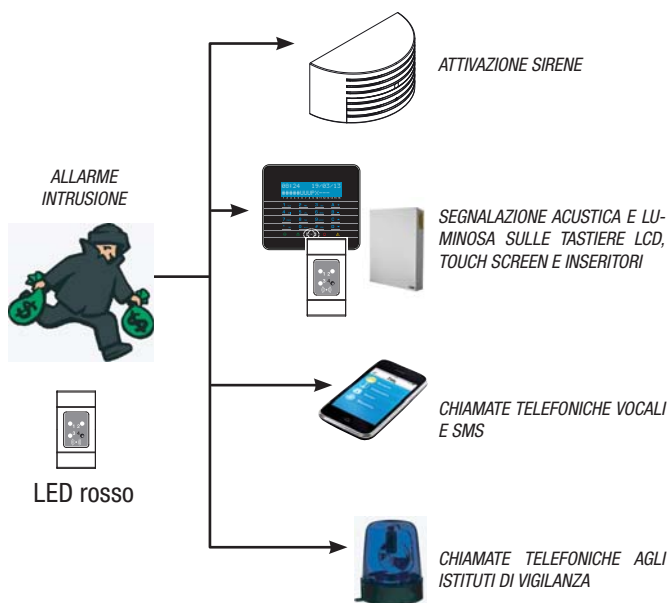 ATTIVAZIONE SIRENE
ALLARME
INTRUSIONE
SEGNALAZIONE ACUSTICA E LU-
MINOSA SULLE TASTIERE LCD,
TOUCH SCREEN E INSERITORI
CHIAMATE TELEFONICHE VOCALI
E SMS
LED rosso
CHIAMATE TELEFONICHE AGLI
ISTITUTI DI VIGILANZA